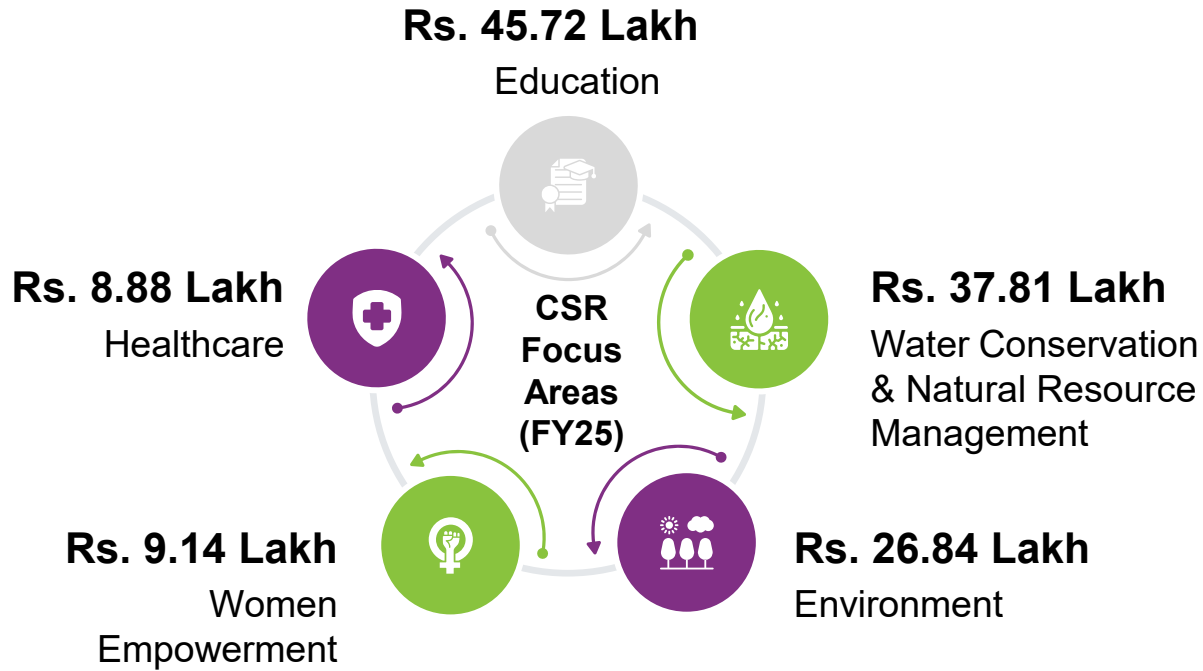 Rs. 45.72 Lakh
Education
Rs. 8.88 Lakh
Healthcare
CSR
Focus
Areas
(FY25)
Rs. 37.81 Lakh
Water Conservation
& Natural Resource
Management
Rs. 9.14 Lakh
Women
Empowerment
Rs. 26.84 Lakh
Environment